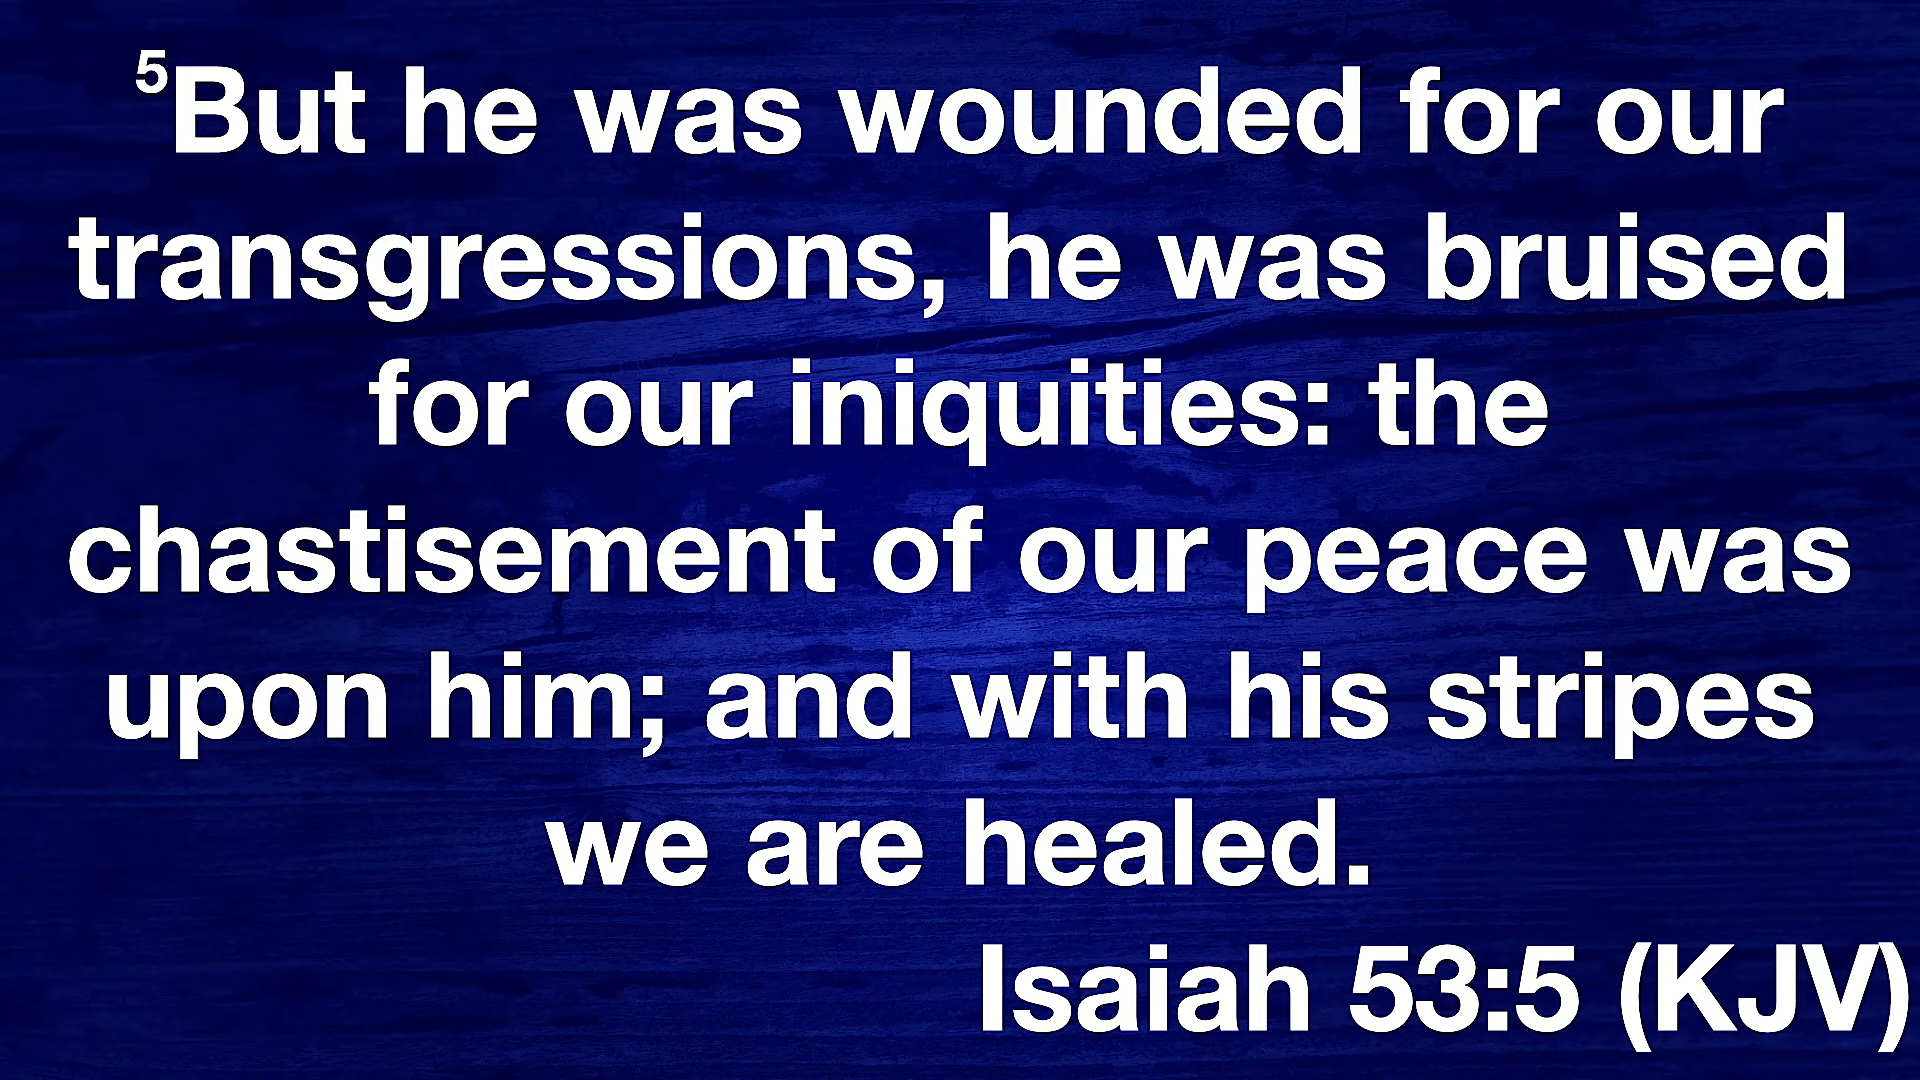 ⁵But he was wounded for our
transgressions, he was bruised
for our iniquities: the
chastisement of our peace was
upon him; and with his stripes
we are healed.
Isaiah 53:5 (KJV)